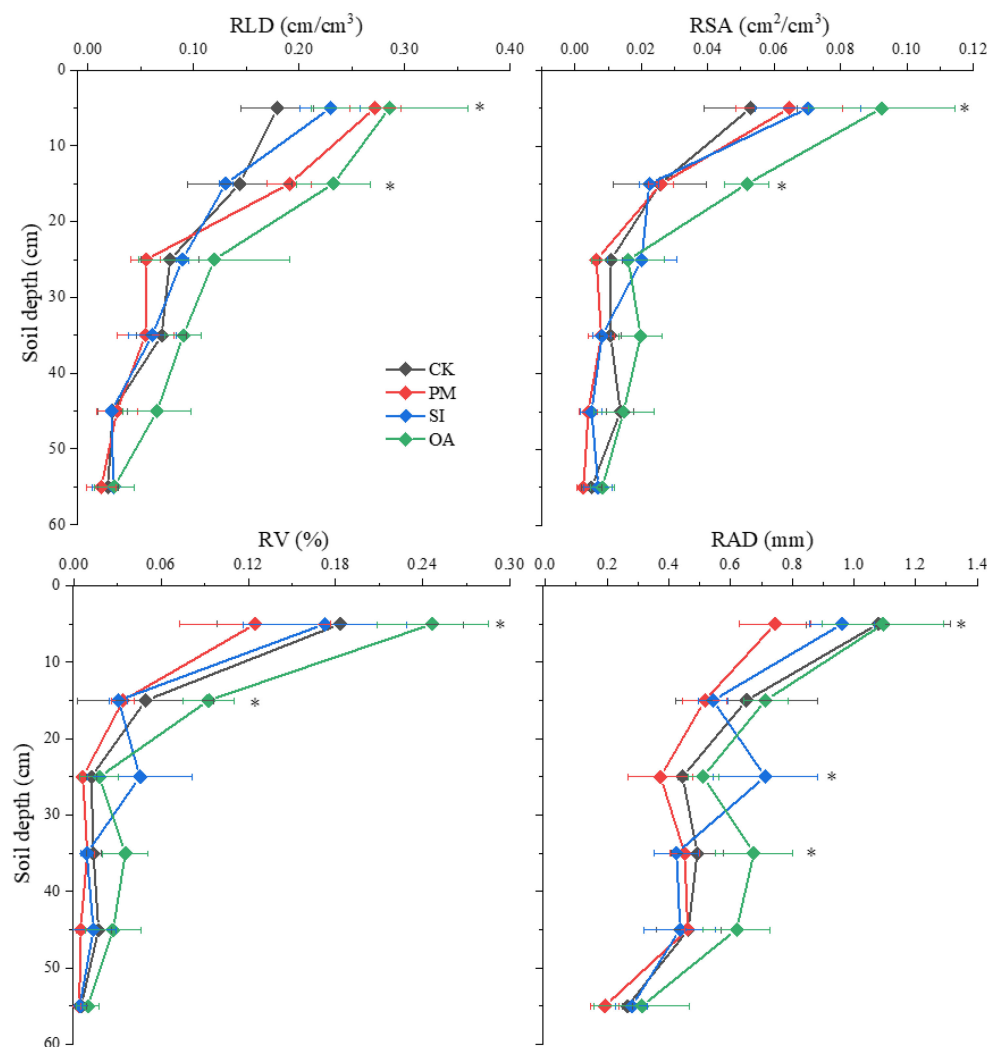 RLD (cm/cm³) RSA (cm²/cm³)
0.00 0.10 0.20 0.30 0.40 0.00 0.02 0.04 0.06 0.08 0.10 0.12
0
*
*
10
*
*
20
30
Soil depth (cm)
CK
PM
SI
OA
40
50
60
RV (%) RAD (mm)
0.00 0.06 0.12 0.18 0.24 0.30 0.0 0.2 0.4 0.6 0.8 1.0 1.2 1.4
0
*
*
10
*
20
*
30
*
Soil depth (cm)
40
50
60